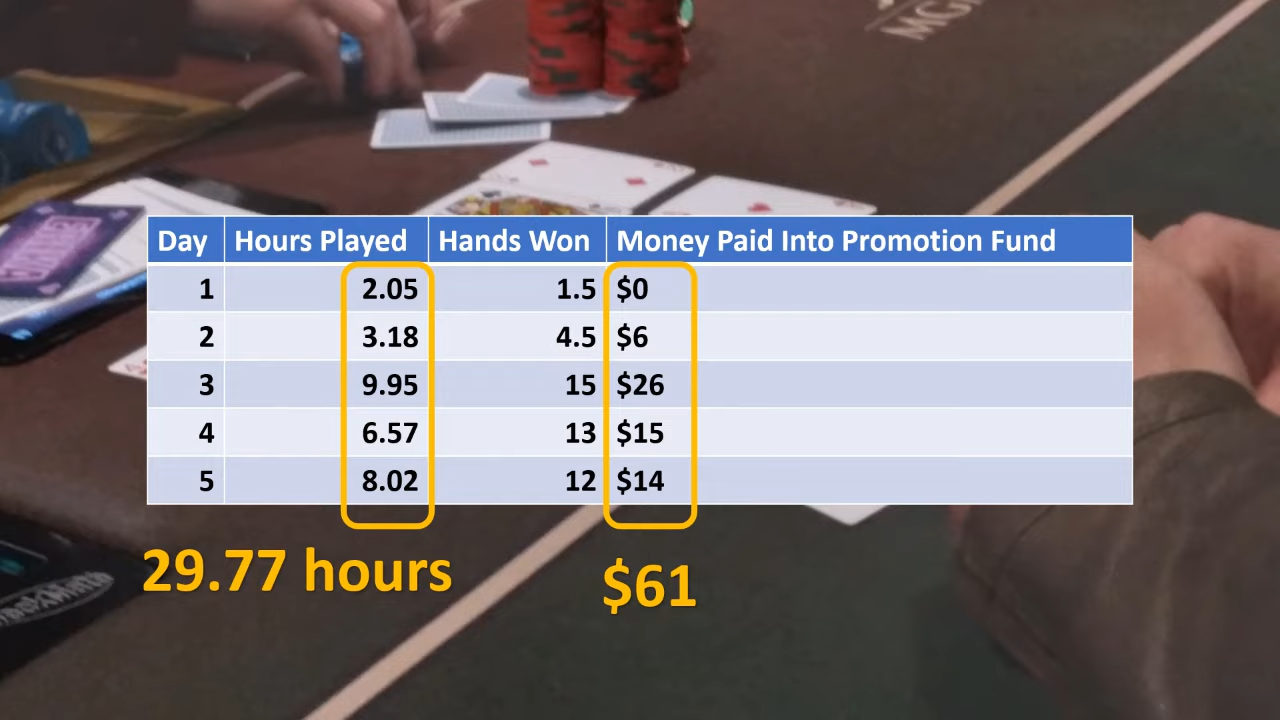 MGM
Day Hours Played Hands Won Money Paid Into Promotion Fund
1 2.05 1.5 $0
2 3.18 4.5 $6
3 9.95 15 $26
4 6.57 13 $15
5 8.02 12 $14
29.77 hours $61